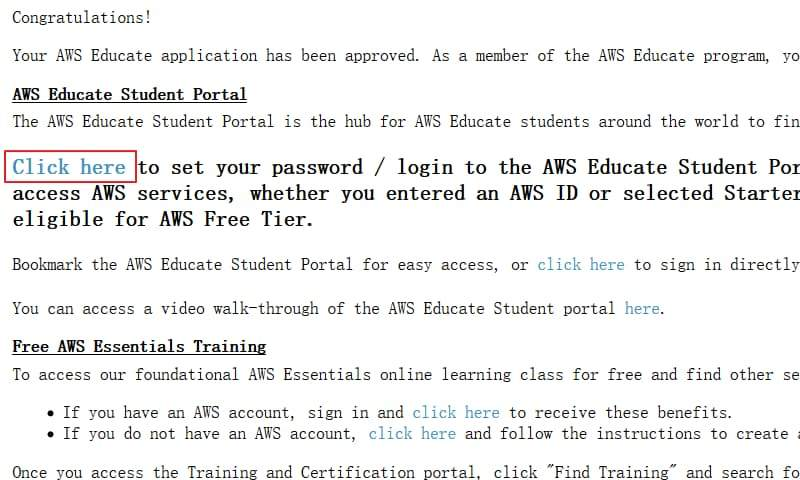 Congratulations!
Your AWS Educate application has been approved. As a member of the AWS Educate program, yo
AWS Educate Student Portal
The AWS Educate Student Portal is the hub for AWS Educate students around the world to fin
Click here to set your password / login to the AWS Educate Student Por
access AWS services, whether you entered an AWS ID or selected Starter
eligible for AWS Free Tier.
Bookmark the AWS Educate Student Portal for easy access, or click here to sign in directly
You can access a video walk-through of the AWS Educate Student portal here.
Free AWS Essentials Training
To access our foundational AWS Essentials online learning class for free and find other se
• If you have an AWS account, sign in and click here to receive these benefits.
• If you do not have an AWS account, click here and follow the instructions to create a
Once you access the Training and Certification portal, click "Find Training" and search fo